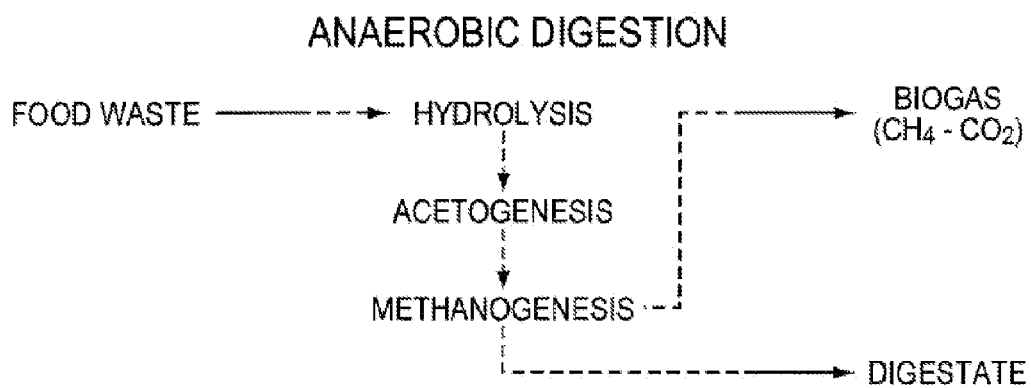 ANAEROBIC DIGESTION
FOOD WASTE
HYDROLYSIS
BIOGAS
(CH₄ - CO₂)
ACETOGENESIS
METHANOGENESIS
DIGESTATE